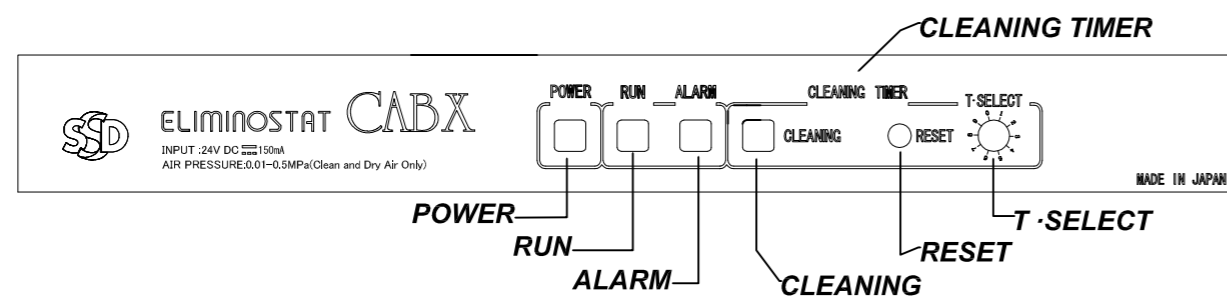 CLEANING TIMER
POWER RUN ALARM CLEANING TIMER T·SELECT
SSD ELIMINOSTAT CABX
INPUT :24V DC 150mA
AIR PRESSURE:0.01-0.5MPa(Clean and Dry Air Only)
CLEANING RESET
MADE IN JAPAN
POWER
RUN
ALARM
CLEANING
RESET
T ·SELECT